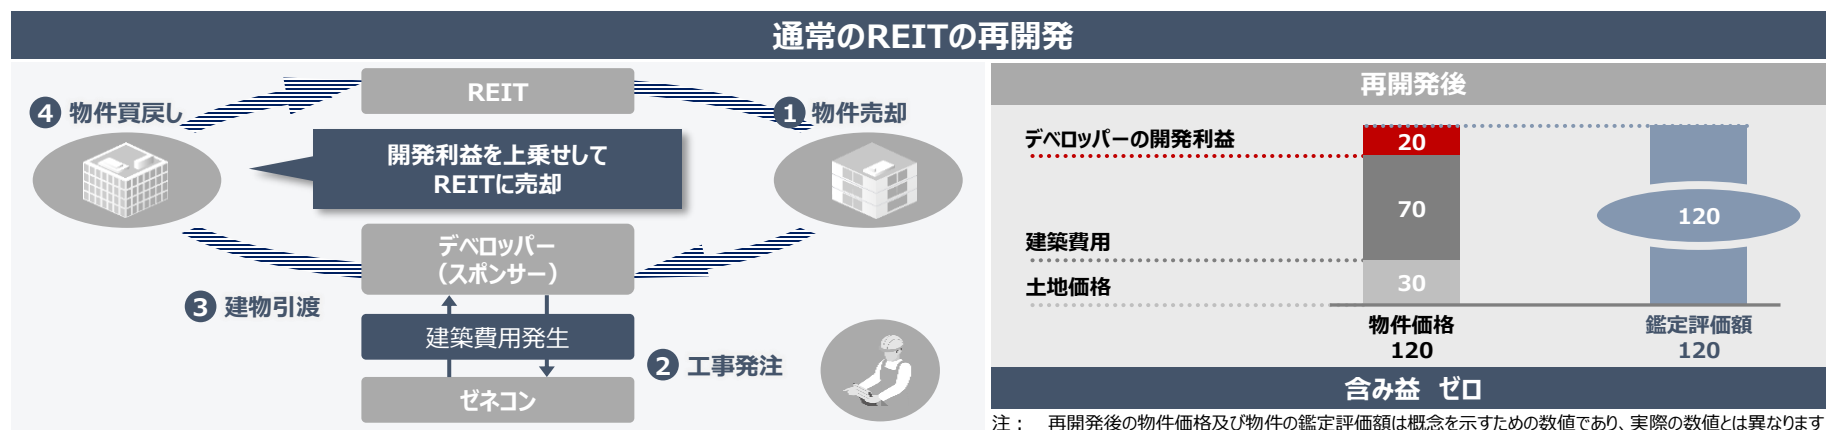 通常のREITの再開発
REIT
❹ 物件買戻し
❶ 物件売却
開発利益を上乗せして
REITに売却
デベロッパー
（スポンサー）
❸ 建物引渡
建築費用発生
❷ 工事発注
ゼネコン
再開発後
デベロッパーの開発利益
20
70
120
建築費用
土地価格
30
物件価格
120
鑑定評価額
120
含み益 ゼロ
注： 再開発後の物件価格及び物件の鑑定評価額は概念を示すための数値であり、実際の数値とは異なります